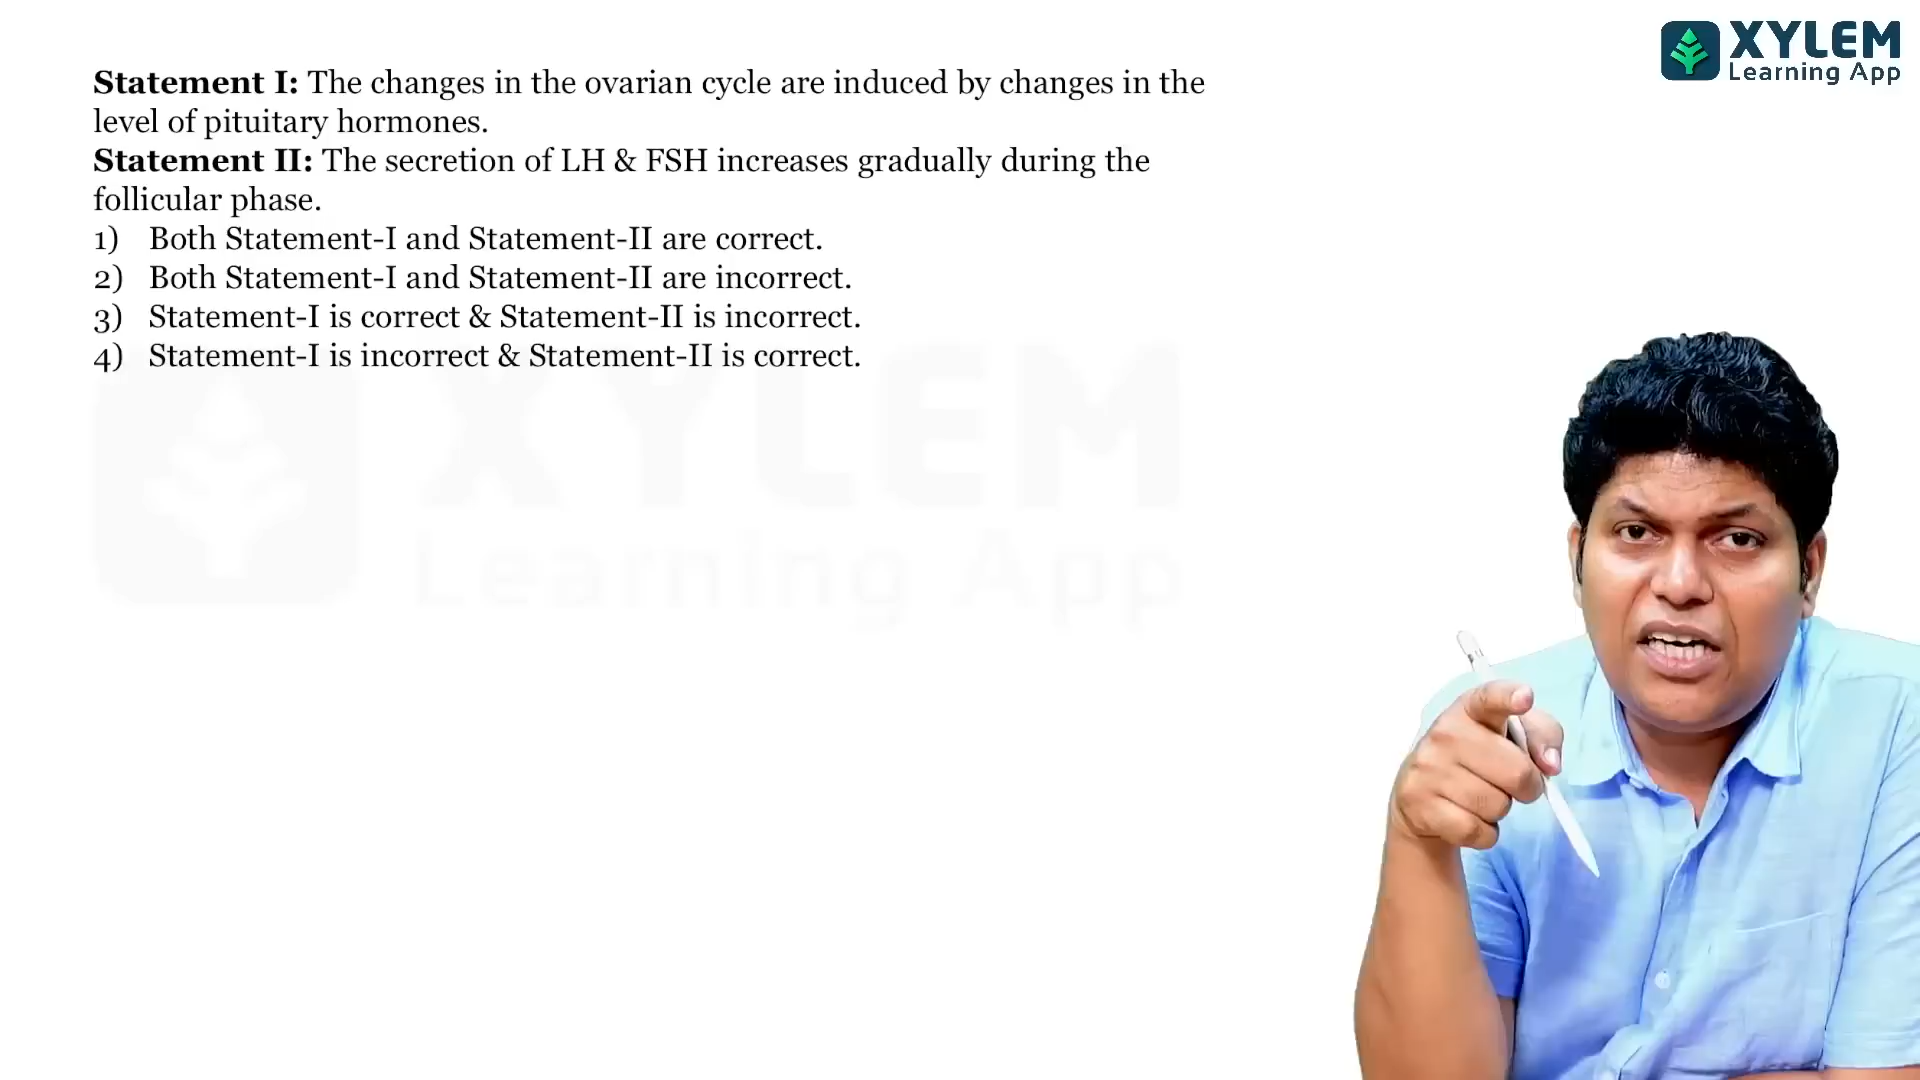 XYLEM
Learning App
Statement I: The changes in the ovarian cycle are induced by changes in the
level of pituitary hormones.
Statement II: The secretion of LH & FSH increases gradually during the
follicular phase.
1) Both Statement-I and Statement-II are correct.
2) Both Statement-I and Statement-II are incorrect.
3) Statement-I is correct & Statement-II is incorrect.
4) Statement-I is incorrect & Statement-II is correct.
XYLEM
Learning App